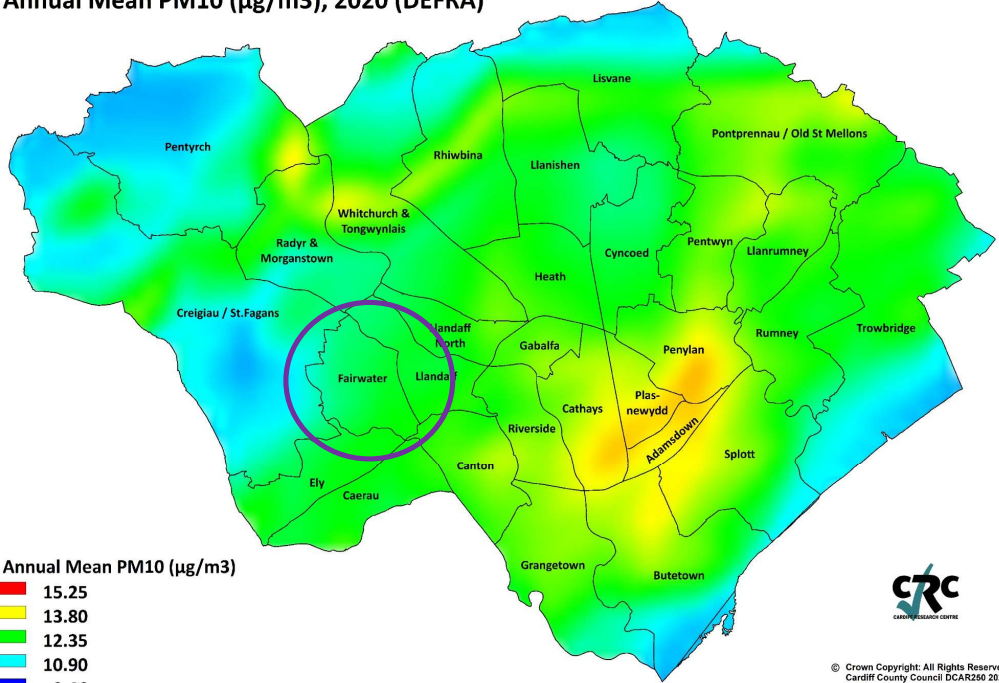 Annual Mean PM10 (µg/m3), 2020 (DEFRA)
Lisvane
Pontprennau / Old St Mellons
Pentyrch
Rhiwbina
Llanishen
Whitchurch &
Tongwynlais
Radyr &
Morganstown
Pentwyn
Llanrumney
Cyncoed
Heath
Creigiau / St.Fagans
Llandaff
North
Gabalfa
Penylan
Rumney
Trowbridge
Fairwater
Llandaff
Plas-
newydd
Cathays
Riverside
Adamsdown
Splott
Canton
Ely
Caerau
Grangetown
Butetown
Annual Mean PM10 (µg/m3)
15.25
13.80
12.35
10.90
CRC
CARDIFF RESEARCH CENTRE
© Crown Copyright: All Rights Reserve
Cardiff County Council DCAR250 20